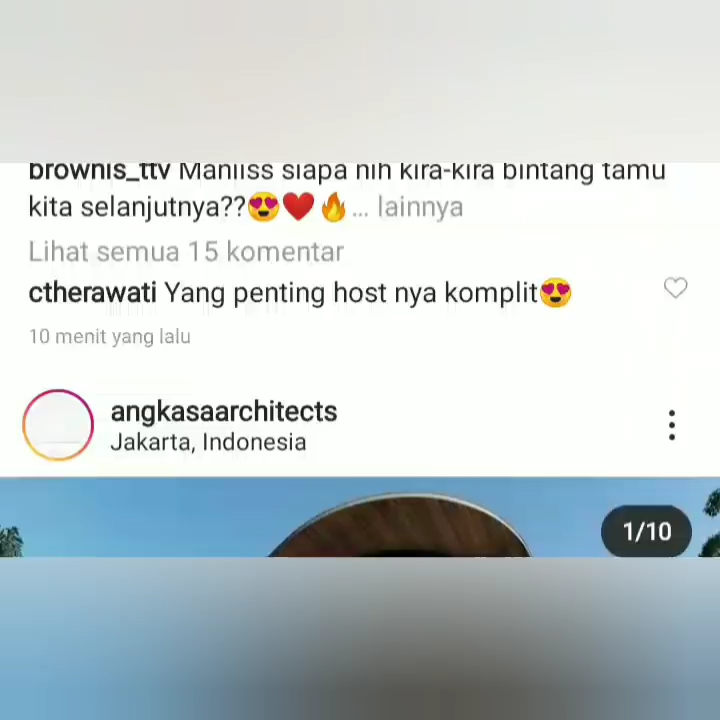 brownis_ttv Maniiss siapa nih kira-kira bintang tamu
kita selanjutnya??😍❤️🔥... lainnya
Lihat semua 15 komentar
ctherawati Yang penting host nya komplit😍
10 menit yang lalu
angkasaarchitects
Jakarta, Indonesia
1/10